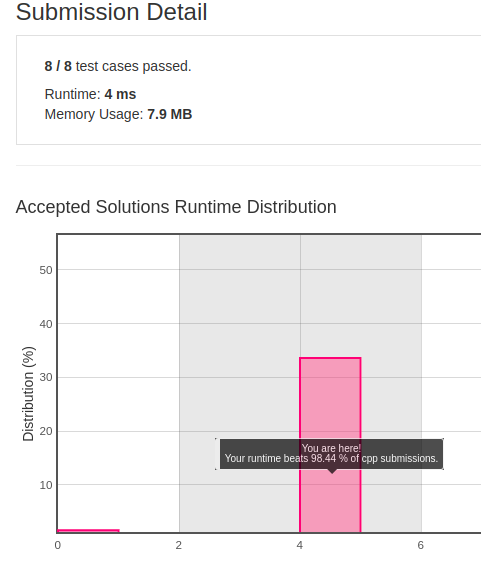 Submission Detail
8 / 8 test cases passed.
Runtime: 4 ms
Memory Usage: 7.9 MB
Accepted Solutions Runtime Distribution
50
40
30
20
10
Distribution (%)
You are here!
Your runtime beats 98.44 % of cpp submissions.
0 2 4 6